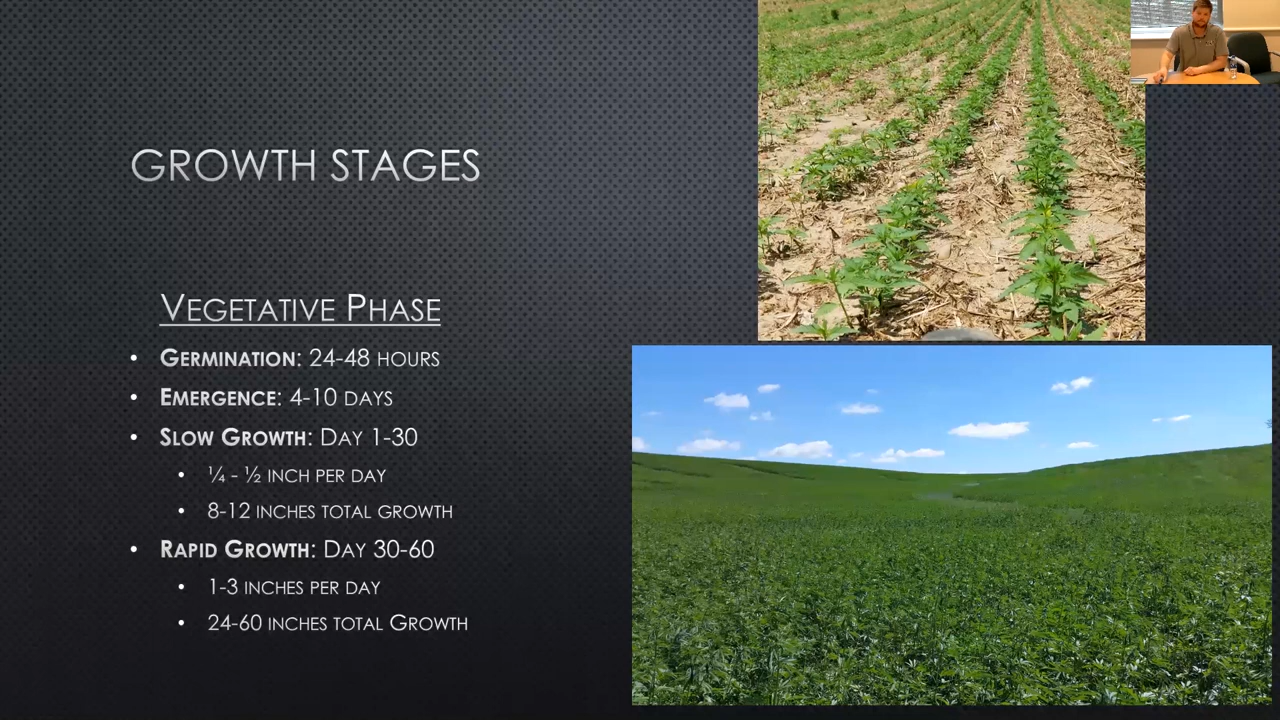 GROWTH STAGES
VEGETATIVE PHASE
• GERMINATION: 24-48 HOURS
• EMERGENCE: 4-10 DAYS
• SLOW GROWTH: DAY 1-30
• ¼ - ½ INCH PER DAY
• 8-12 INCHES TOTAL GROWTH
• RAPID GROWTH: DAY 30-60
• 1-3 INCHES PER DAY
• 24-60 INCHES TOTAL GROWTH